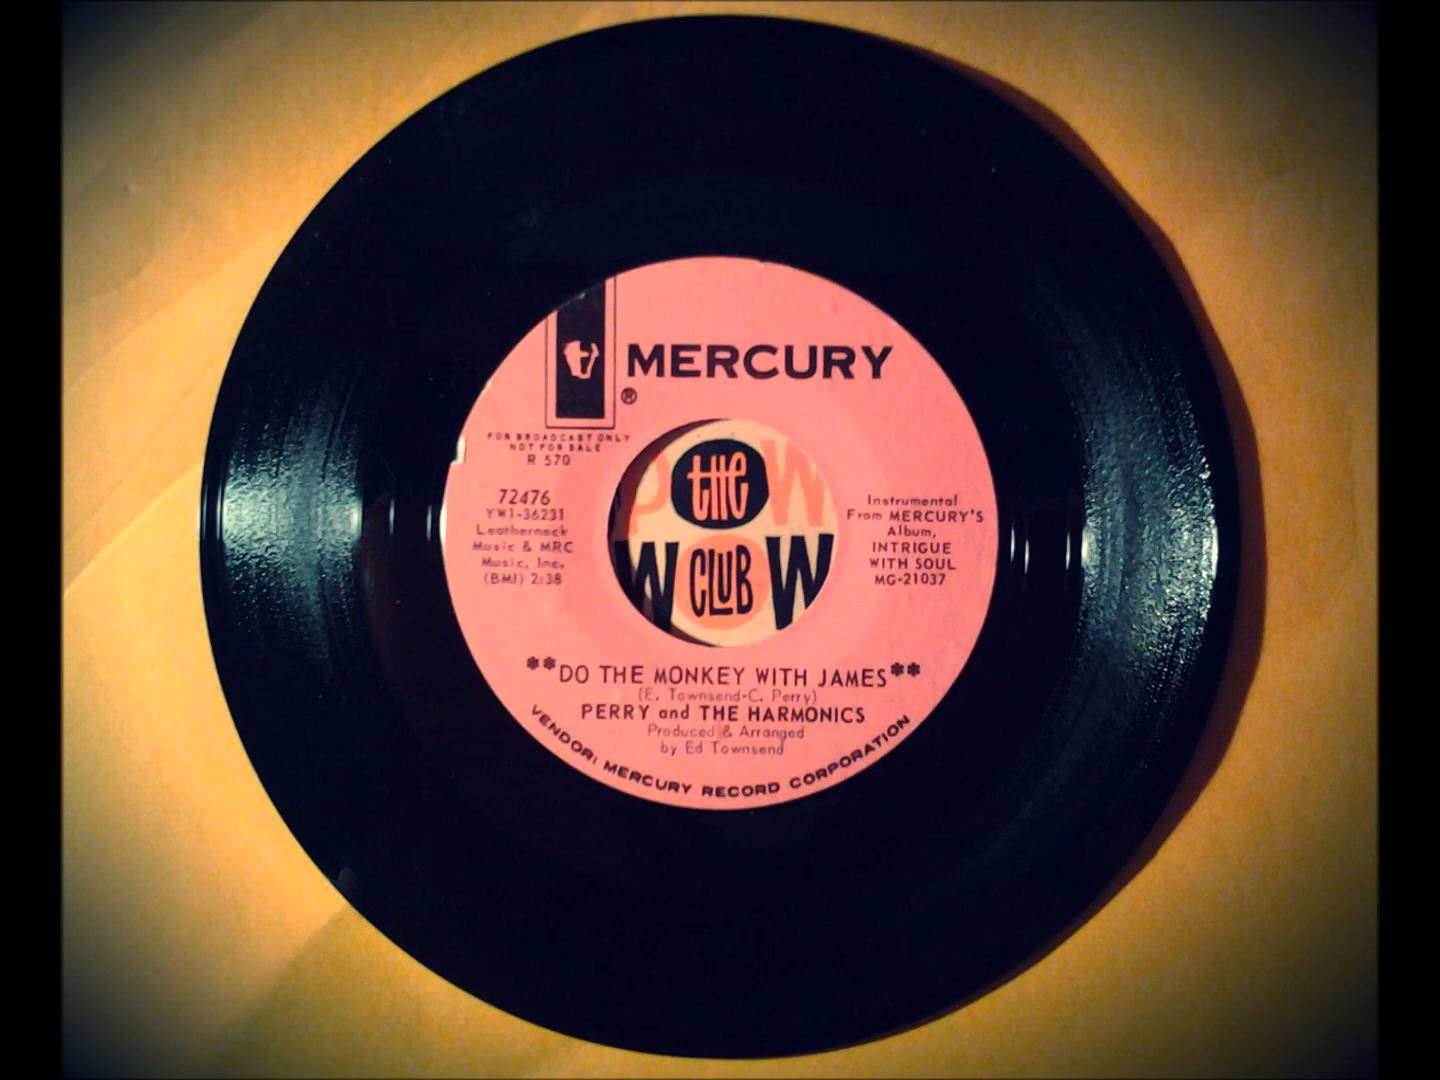 MERCURY
®
FOR BROADCAST ONLY
NOT FOR SALE
R 570
72476
YW1-36231
Leatherneck
Music & MRC
Music, Inc.
(BMI) 2:38
the
CLUB
W W
Instrumental
From MERCURY'S
Album,
INTRIGUE
WITH SOUL
MG-21037
**DO THE MONKEY WITH JAMES**
(E. Townsend-C. Perry)
PERRY and THE HARMONICS
Produced & Arranged
by Ed Townsend
VENDOR: MERCURY RECORD CORPORATION